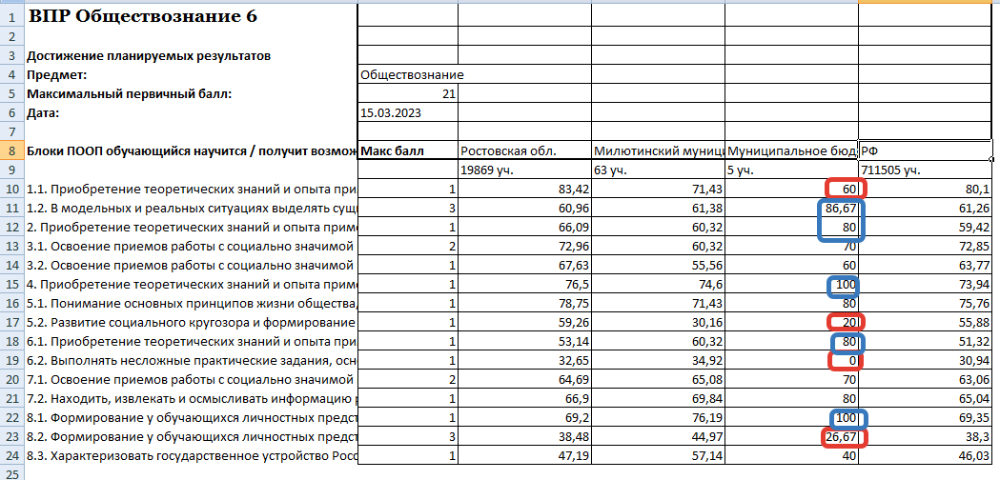 1 ВПР Обществознание 6
2
3 Достижение планируемых результатов
4 Предмет: Обществознание
5 Максимальный первичный балл: 21
6 Дата: 15.03.2023
7
8 Блоки ПООП обучающийся научится / получит возмож Макс балл Ростовская обл. Милютинский муници Муниципальное бюд РФ
9 19869 уч. 63 уч. 5 уч. 711505 уч.
10 1.1. Приобретение теоретических знаний и опыта при 1 83,42 71,43 60 80,1
11 1.2. В модельных и реальных ситуациях выделять сущ 3 60,96 61,38 86,67 61,26
12 2. Приобретение теоретических знаний и опыта приме 1 66,09 60,32 80 59,42
13 3.1. Освоение приемов работы с социально значимой 2 72,96 60,32 70 72,85
14 3.2. Освоение приемов работы с социально значимой 1 67,63 55,56 60 63,77
15 4. Приобретение теоретических знаний и опыта приме 1 76,5 74,6 100 73,94
16 5.1. Понимание основных принципов жизни общества, 1 78,75 71,43 80 75,76
17 5.2. Развитие социального кругозора и формирование 1 59,26 30,16 20 55,88
18 6.1. Приобретение теоретических знаний и опыта при 1 53,14 60,32 80 51,32
19 6.2. Выполнять несложные практические задания, осн 1 32,65 34,92 0 30,94
20 7.1. Освоение приемов работы с социально значимой 2 64,69 65,08 70 63,06
21 7.2. Находить, извлекать и осмысливать информацию р 1 66,9 69,84 80 65,04
22 8.1. Формирование у обучающихся личностных предст 1 69,2 76,19 100 69,35
23 8.2. Формирование у обучающихся личностных предст 3 38,48 44,97 26,67 38,3
24 8.3. Характеризовать государственное устройство Росс 1 47,19 57,14 40 46,03
25